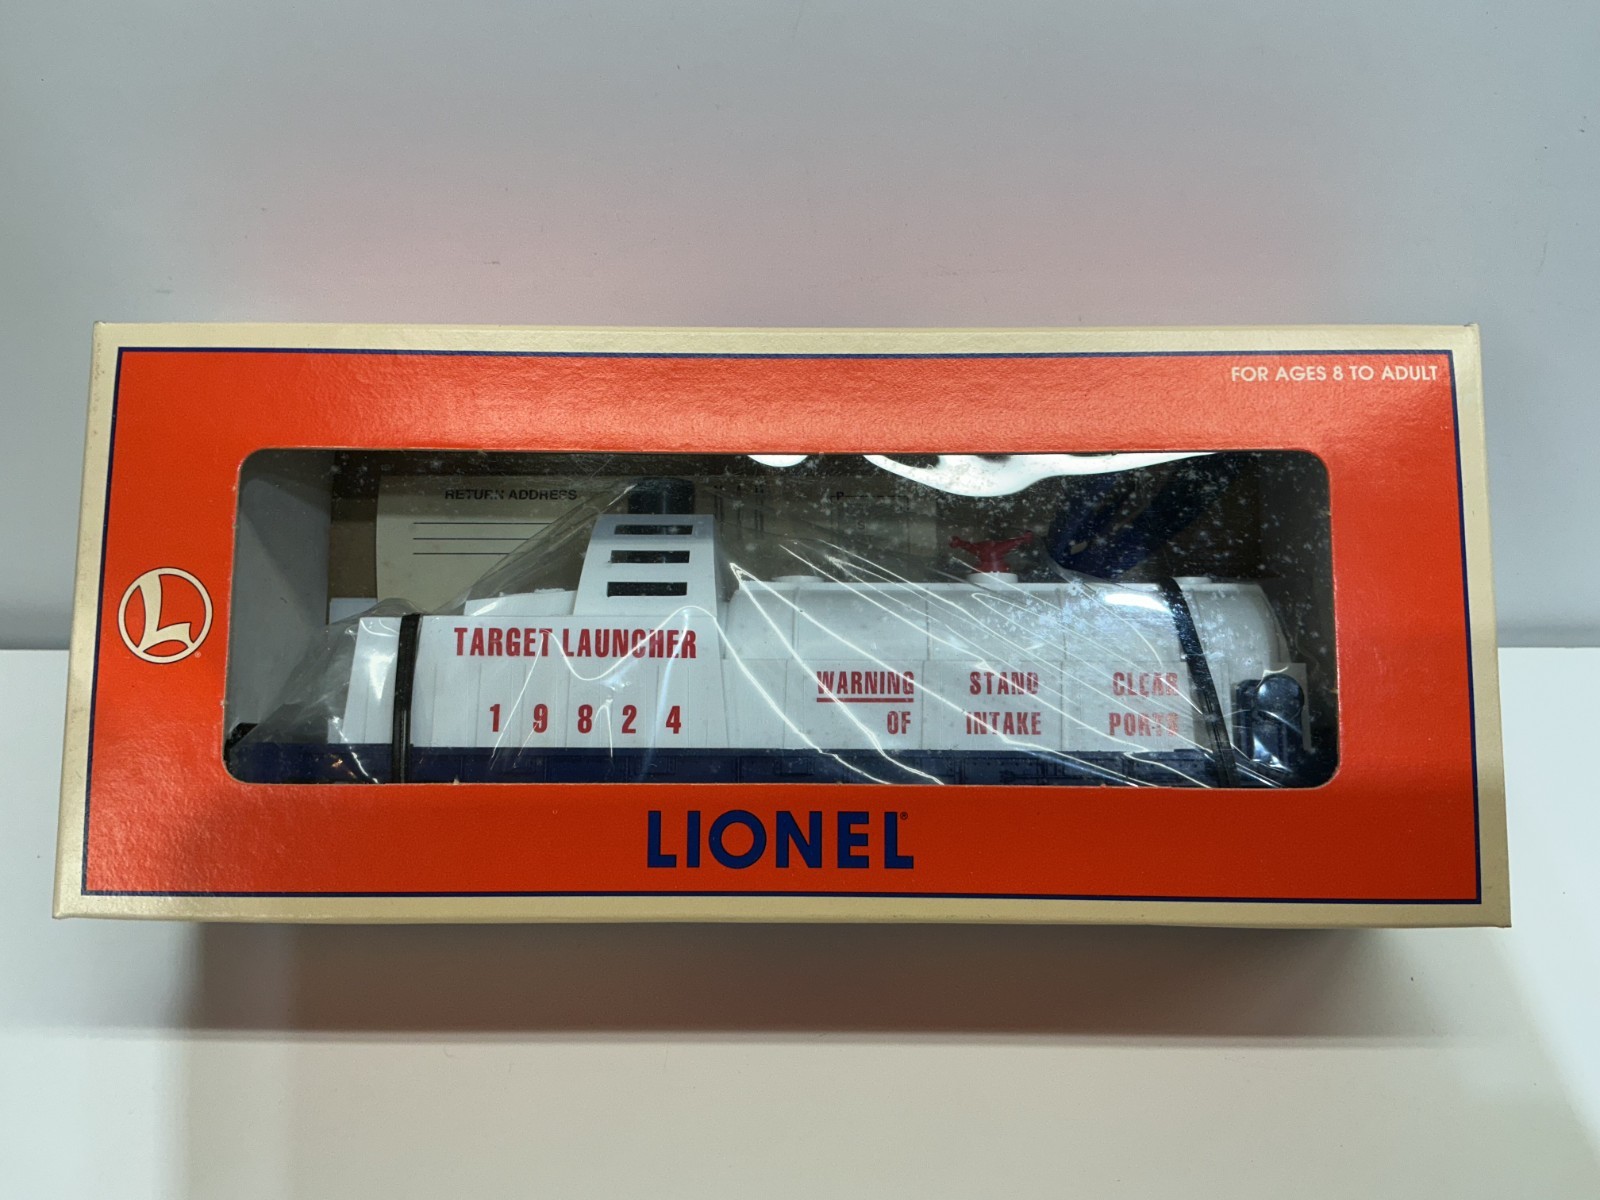 FOR AGES 8 TO ADULT
RETURN ADDRESS
TARGET LAUNCHER
19824
WARNING STAND CLEAR
OF INTAKE PORTS
L
LIONEL®